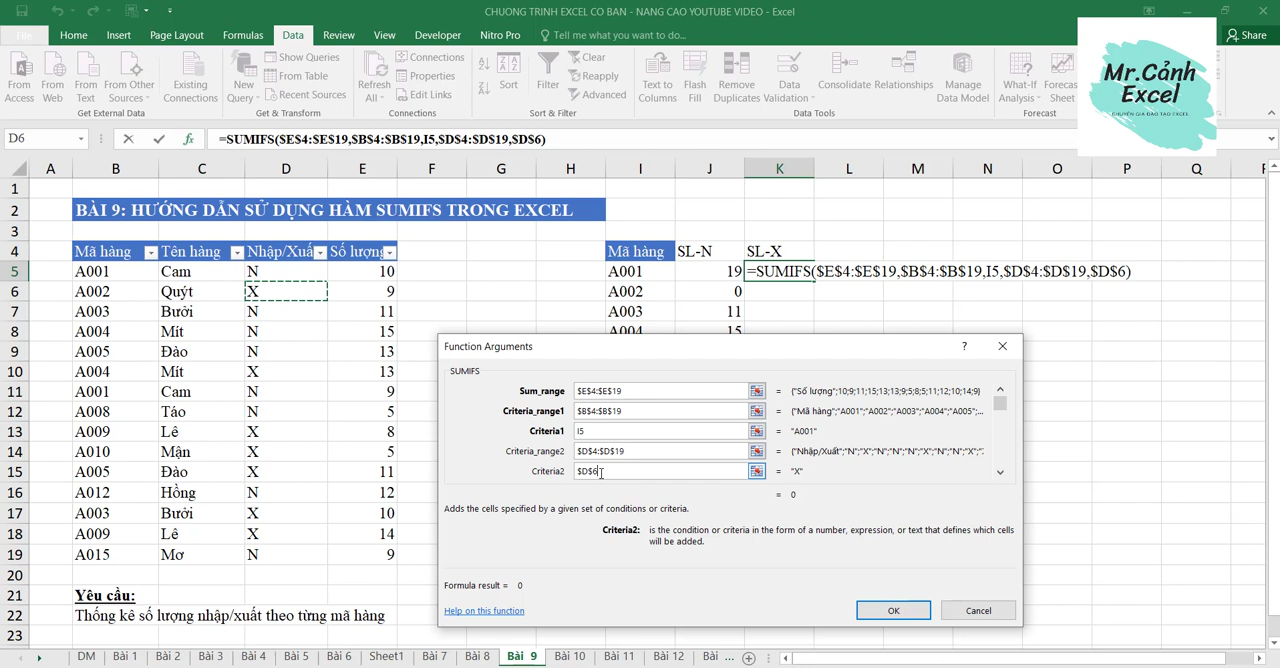 CHUONG TRINH EXCEL CO BAN - NANG CAO YOUTUBE VIDEO - Excel
File Home Insert Page Layout Formulas Data Review View Developer Nitro Pro Tell me what you want to do... Share
From Access
From Web
From Text
From Other Sources
Existing Connections
Get External Data
New Query
Show Queries
From Table
Recent Sources
Get & Transform
Refresh All
Connections
Properties
Edit Links
Connections
Sort
Filter
Clear
Reapply
Advanced
Sort & Filter
Text to Columns
Flash Fill
Remove Duplicates
Data Validation
Consolidate
Relationships
Manage Data Model
Data Tools
What-If Analysis
Forecast Sheet
Forecast
Mr.Cảnh
Excel
CHUYÊN GIA ĐÀO TẠO EXCEL
D6 fx =SUMIFS($E$4:$E$19,$B$4:$B$19,I5,$D$4:$D$19,$D$6)
A B C D E F G H I J K L M N O P Q
1
2 BÀI 9: HƯỚNG DẪN SỬ DỤNG HÀM SUMIFS TRONG EXCEL
3
4 Mã hàng Tên hàng Nhập/Xuấ Số lượng Mã hàng SL-N SL-X
5 A001 Cam N 10 A001 19 =SUMIFS($E$4:$E$19,$B$4:$B$19,I5,$D$4:$D$19,$D$6)
6 A002 Quýt X 9 A002 0
7 A003 Bưởi N 11 A003 11
8 A004 Mít N 15 A004 15
9 A005 Đào N 13
10 A004 Mít X 13
11 A001 Cam N 9
12 A008 Táo N 5
13 A009 Lê X 8
14 A010 Mận X 5
15 A005 Đào X 11
16 A012 Hồng N 12
17 A003 Bưởi X 10
18 A009 Lê X 14
19 A015 Mơ N 9
20
21 Yêu cầu:
22 Thống kê số lượng nhập/xuất theo từng mã hàng
23
Function Arguments ?
SUMIFS
Sum_range $E$4:$E$19 = {"Số lượng";10;9;11;15;13;13;9;5;8;5;11;12;10;14;9}
Criteria_range1 $B$4:$B$19 = {"Mã hàng";"A001";"A002";"A003";"A004";"A005";...
Criteria1 I5 = "A001"
Criteria_range2 $D$4:$D$19 = {"Nhập/Xuất";"N";"X";"N";"N";"N";"X";"N";"N";"X";"
Criteria2 $D$6 = "X"
= 0
Adds the cells specified by a given set of conditions or criteria.
Criteria2: is the condition or criteria in the form of a number, expression, or text that defines which cells
will be added.
Formula result = 0
Help on this function OK Cancel
DM Bài 1 Bài 2 Bài 3 Bài 4 Bài 5 Bài 6 Sheet1 Bài 7 Bài 8 Bài 9 Bài 10 Bài 11 Bài 12 Bài ...